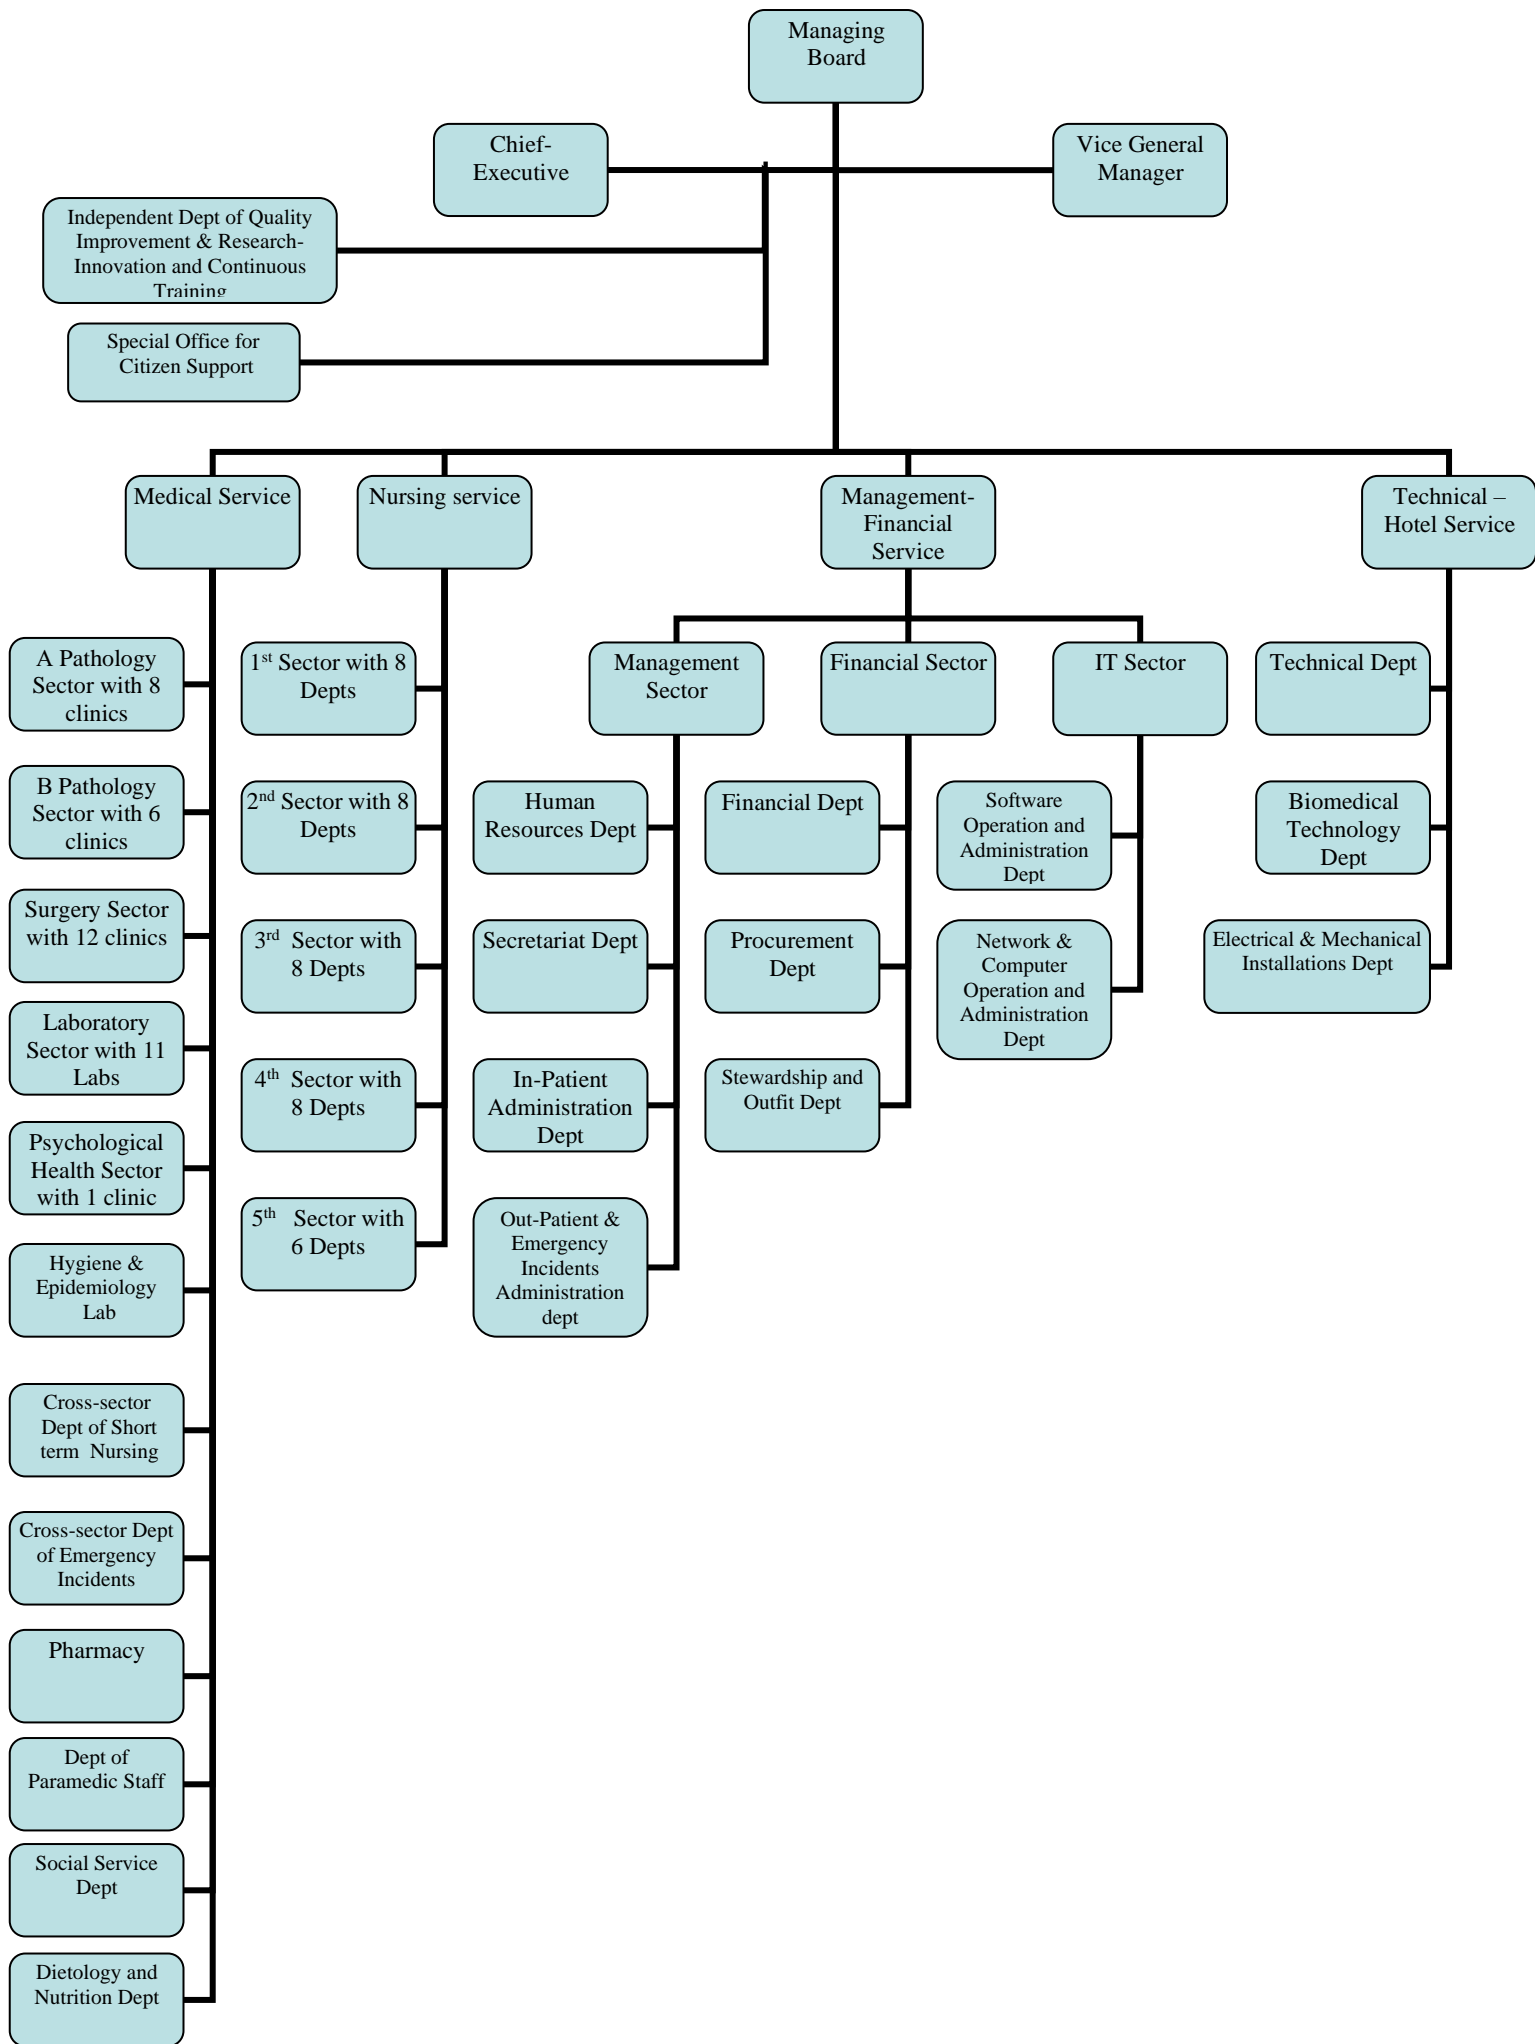 Managing
Board
Chief-
Executive
Vice General
Manager
Independent Dept of Quality
Improvement & Research-
Innovation and Continuous
Training
Special Office for
Citizen Support
Medical Service
Nursing service
Management-
Financial
Service
Technical –
Hotel Service
A Pathology
Sector with 8
clinics
B Pathology
Sector with 6
clinics
Surgery Sector
with 12 clinics
Laboratory
Sector with 11
Labs
Psychological
Health Sector
with 1 clinic
Hygiene &
Epidemiology
Lab
Cross-sector
Dept of Short
term  Nursing
Cross-sector Dept
of Emergency
Incidents
Pharmacy
Dept of
Paramedic Staff
Social Service
Dept
Dietology and
Nutrition Dept
1st Sector with 8
Depts
2nd Sector with 8
Depts
3rd  Sector with
8 Depts
4th  Sector with
8 Depts
5th  Sector with
6 Depts
Management
Sector
Human
Resources Dept
Secretariat Dept
In-Patient
Administration
Dept
Out-Patient &
Emergency
Incidents
Administration
dept
Financial Sector
Financial Dept
Procurement
Dept
Stewardship and
Outfit Dept
IT Sector
Software
Operation and
Administration
Dept
Network &
Computer
Operation and
Administration
Dept
Technical Dept
Biomedical
Technology
Dept
Electrical & Mechanical
Installations Dept